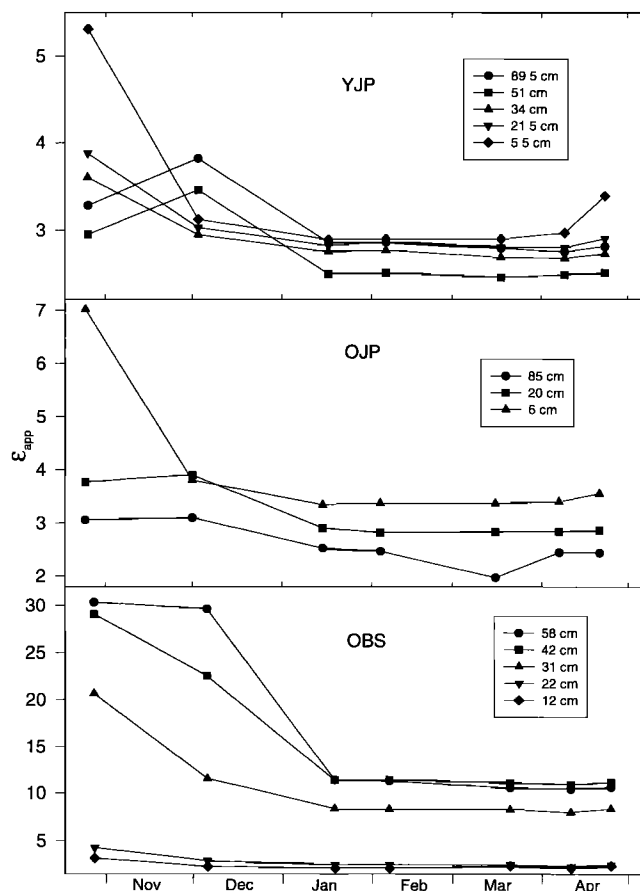 YJP
5
4
3
89 5 cm
51 cm
34 cm
21 5 cm
5 5 cm
OJP
7
6
5
4
3
2
85 cm
20 cm
6 cm
εapp
OBS
30
25
20
15
10
5
58 cm
42 cm
31 cm
22 cm
12 cm
Nov Dec Jan Feb Mar Apr